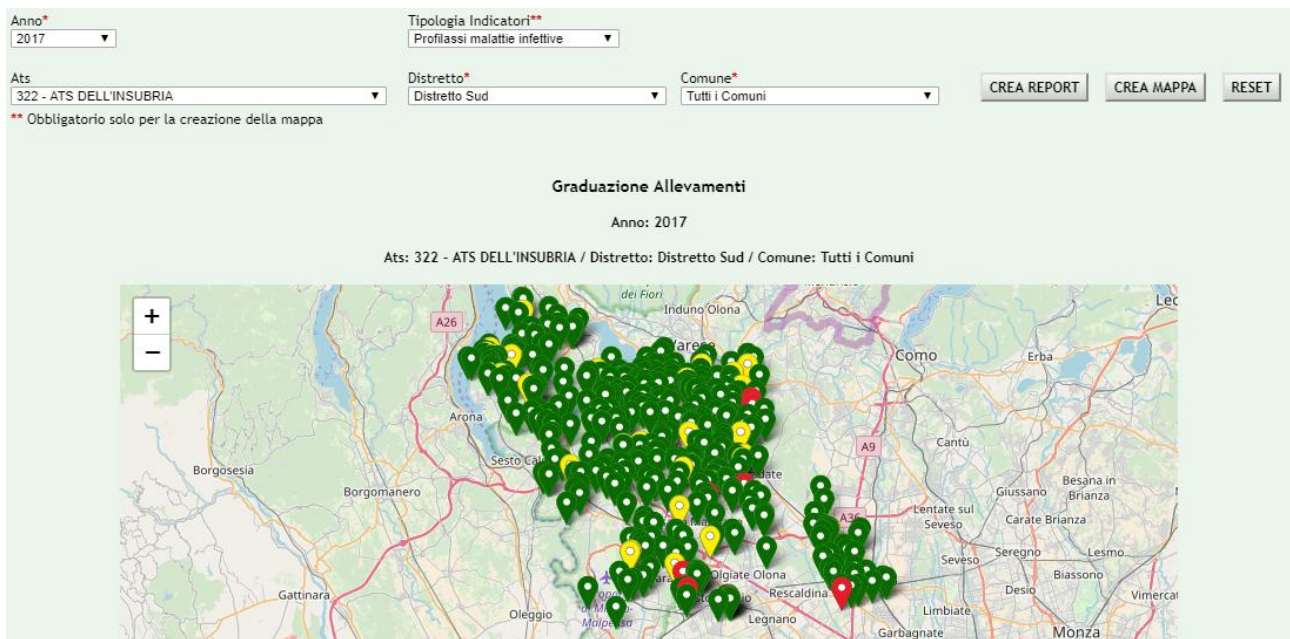 Anno*
Tipologia Indicatori**
2017
Profilassi malattie infettive
Ats
Distretto*
Comune*
322 - ATS DELL'INSUBRIA
Distretto Sud
Tutti i Comuni
CREA REPORT
CREA MAPPA
RESET
** Obbligatorio solo per la creazione della mappa
Graduazione Allevamenti
Anno: 2017
Ats: 322 - ATS DELL'INSUBRIA / Distretto: Distretto Sud / Comune: Tutti i Comuni
+
−
dei Fiori
Induno Olona
A26
Como
Erba
Arona
A9
Cantù
Borgosesia
Borgomanero
Sesto
Giussano
Besana in
Brianza
Lentate sul
Seveso
Carate Brianza
A36
Seregno
Lesmo
Seveso
Biassono
Gattinara
Olgiate Olona
Rescaldina
Desio
Oleggio
Legnano
Limbiate
Garbagnate
Monza